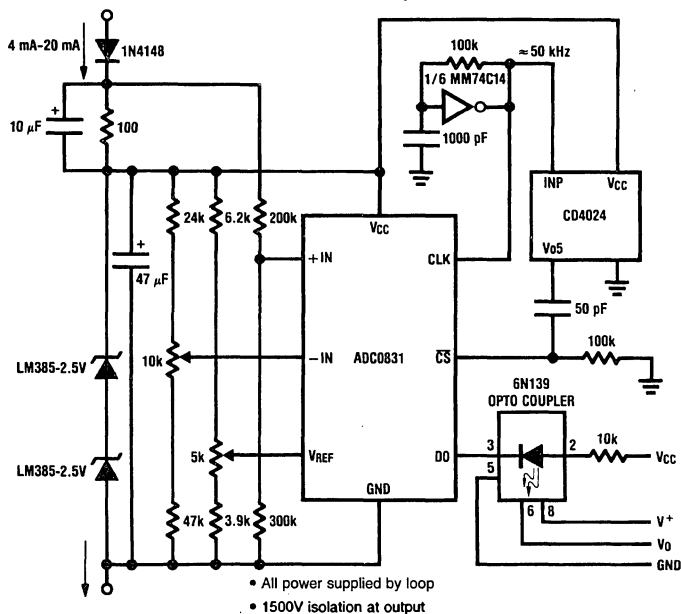 4 mA-20 mA
1N4148
100k
≈50 kHz
1/6 MM74C14
10 µF
+
100
1000 pF
INP
VCC
CD4024
VO5
24k
6.2k
200k
VCC
+IN
CLK
+
47 µF
50 pF
10k
−IN
ADC0831
CS
100k
LM385-2.5V
6N139
OPTO COUPLER
LM385-2.5V
5k
VREF
DO
3
2
10k
VCC
5
GND
6
8
V+
47k
3.9k
300k
VO
GND
• All power supplied by loop
• 1500V isolation at output